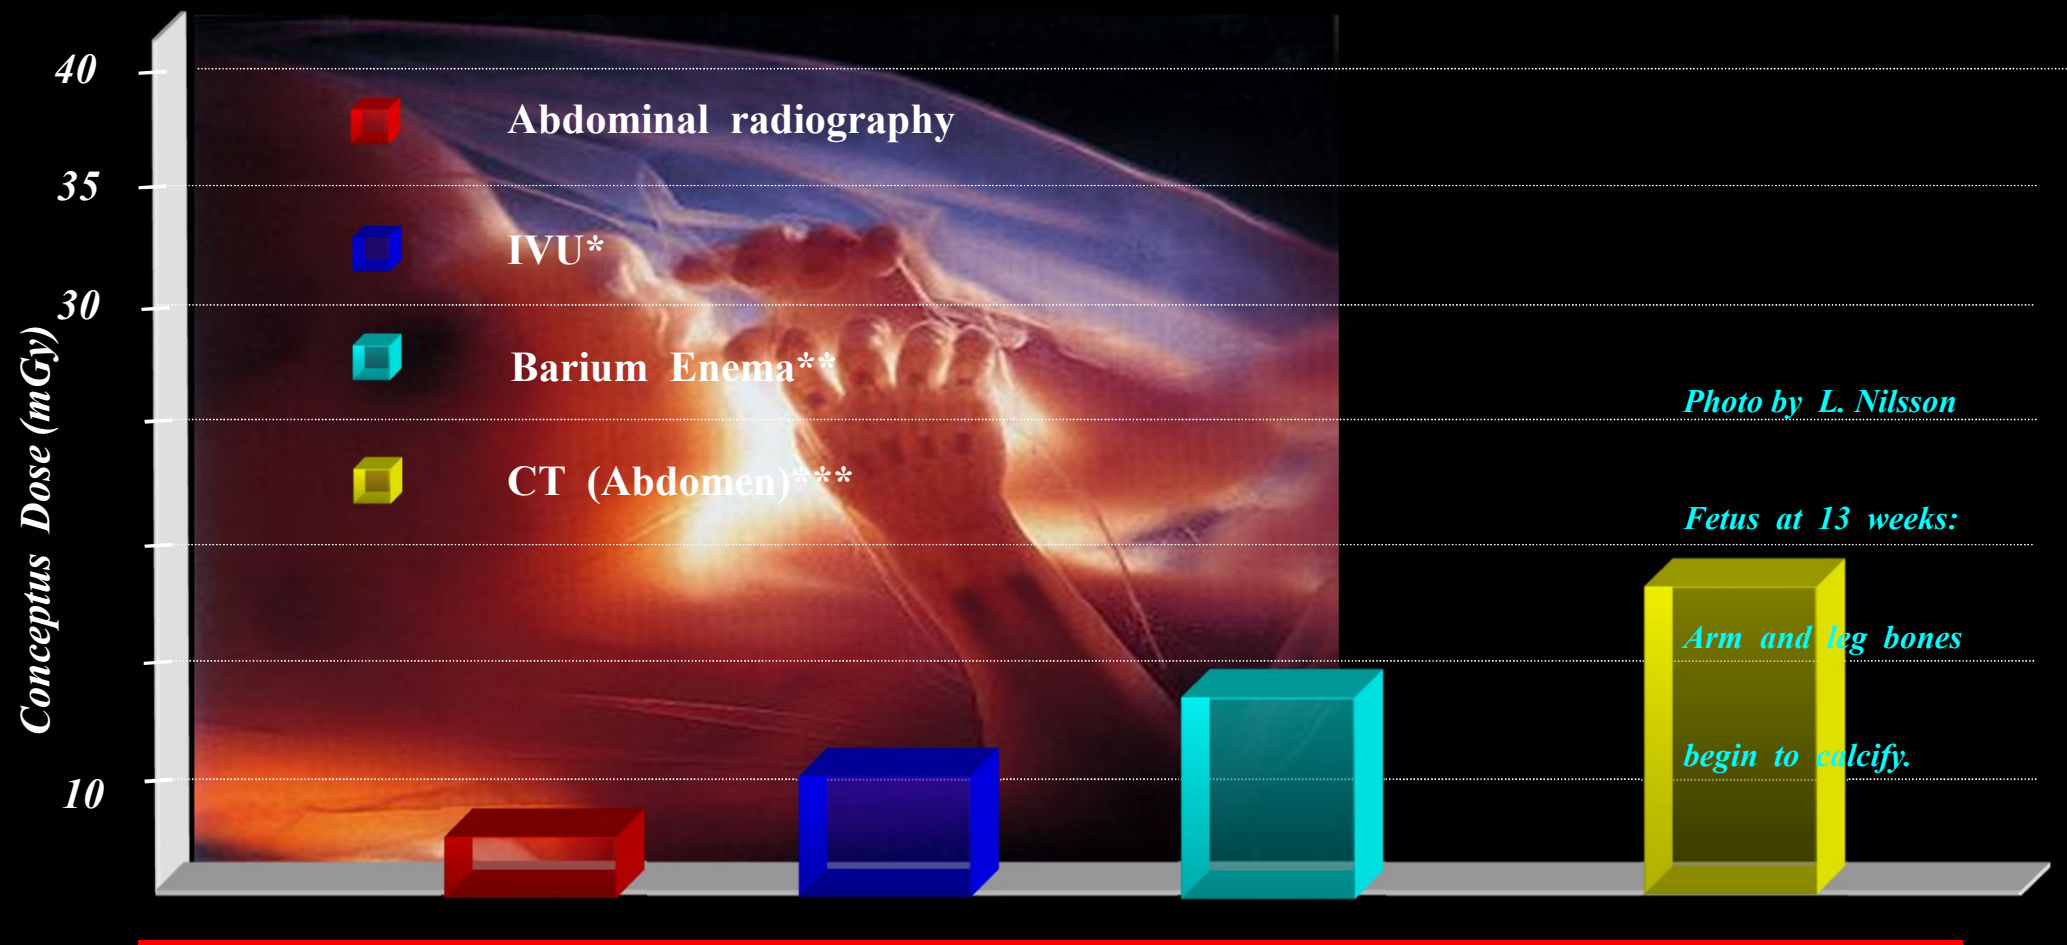 40
35
30
10
Conceptus Dose (mGy)
Abdominal radiography
IVU*
Barium Enema**
CT (Abdomen)***
Photo by L. Nilsson
Fetus at 13 weeks:
Arm and leg bones
begin to calcify.